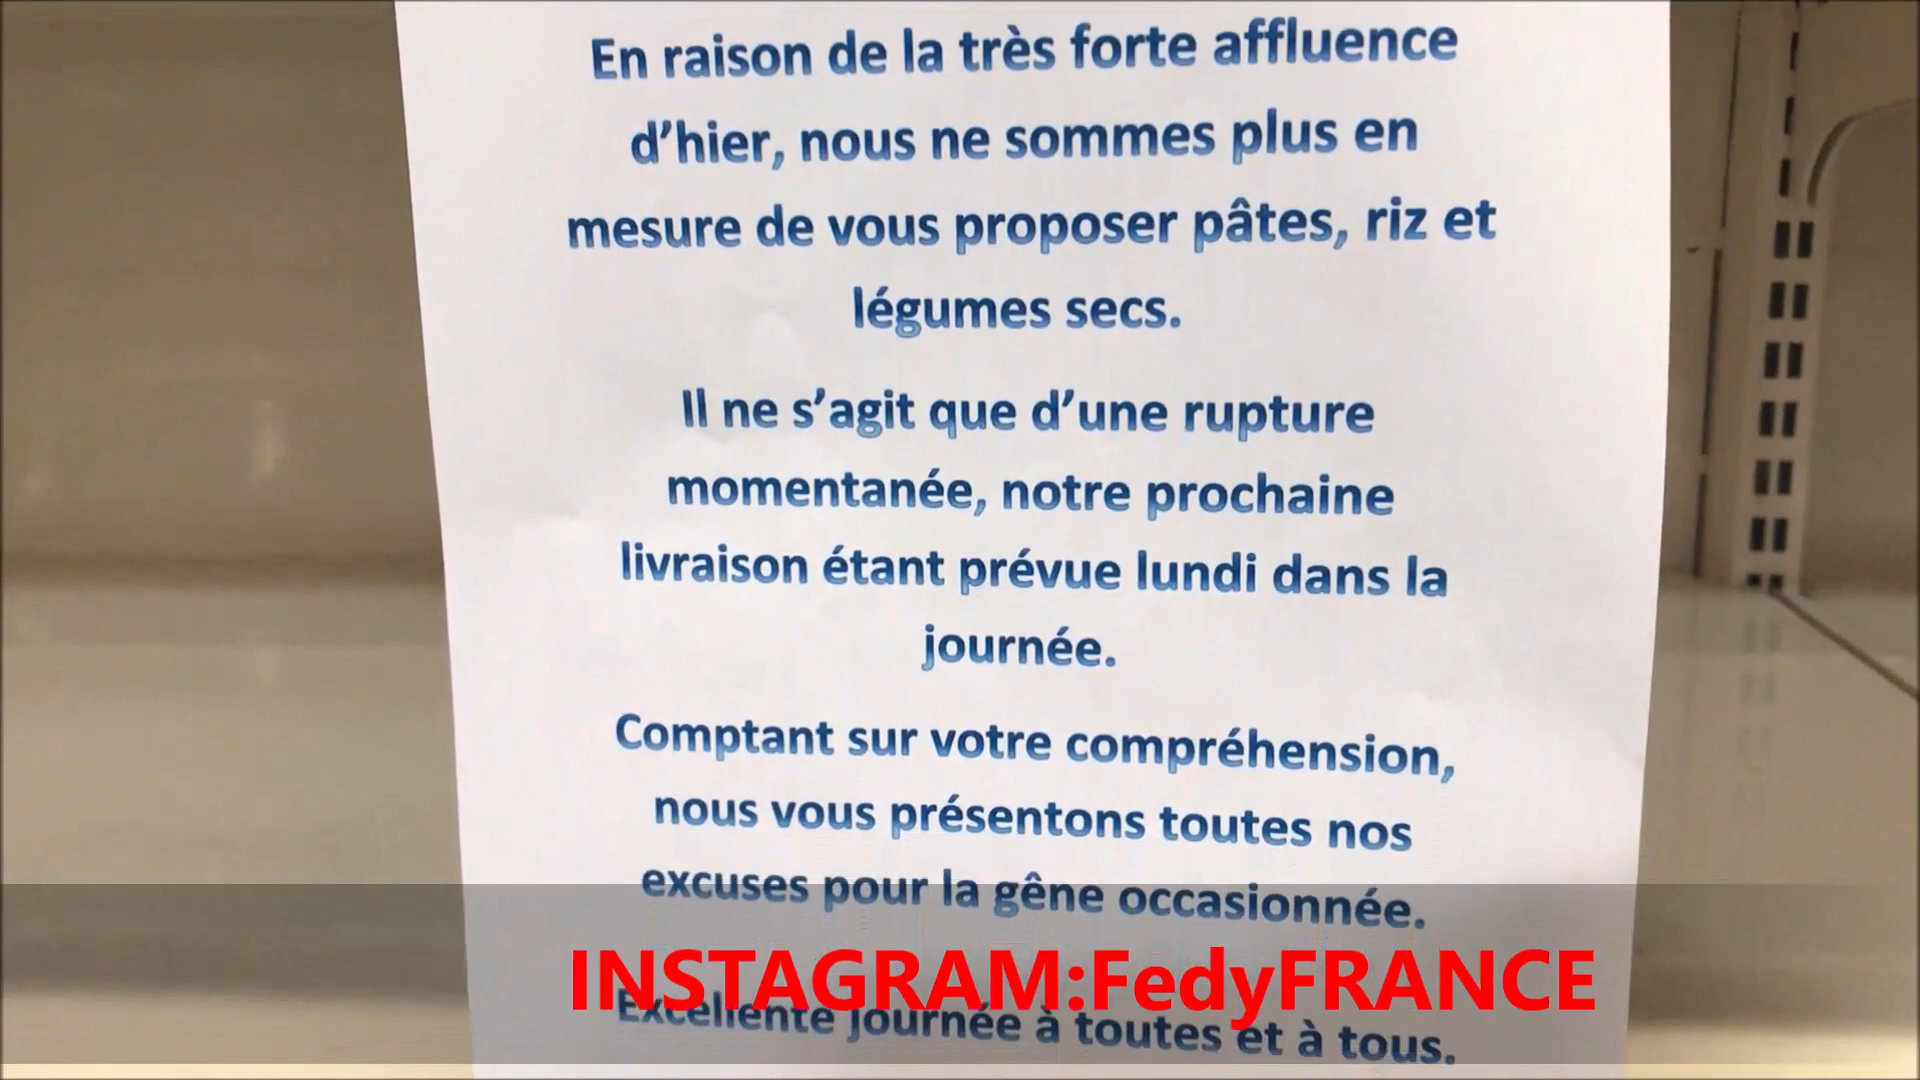 En raison de la très forte affluence
d’hier, nous ne sommes plus en
mesure de vous proposer pâtes, riz et
légumes secs.
Il ne s’agit que d’une rupture
momentanée, notre prochaine
livraison étant prévue lundi dans la
journée.
Comptant sur votre compréhension,
nous vous présentons toutes nos
excuses pour la gêne occasionnée.
INSTAGRAM:FedyFRANCE
Excellente journée à toutes et à tous.